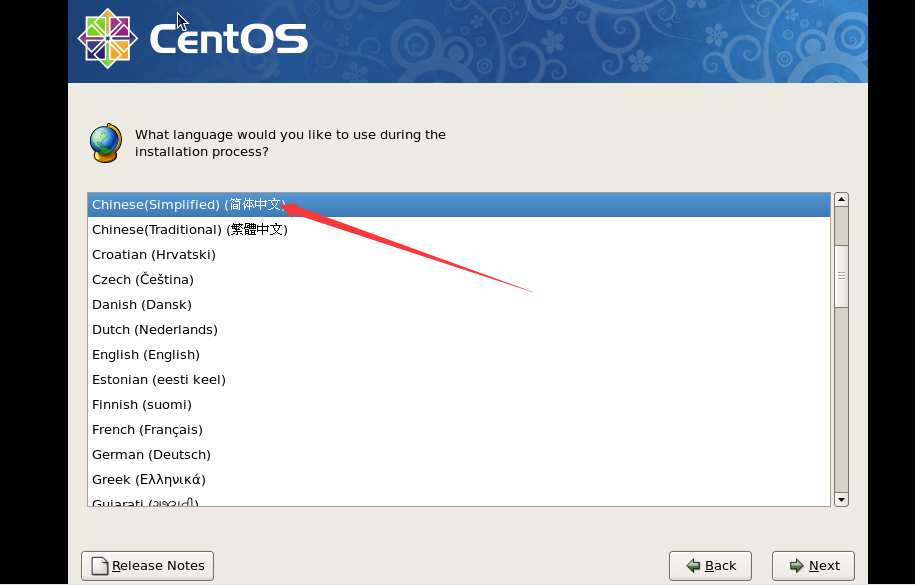 CentOS
What language would you like to use during the
installation process?
Chinese(Simplified) (简体中文)
Chinese(Traditional) (繁體中文)
Croatian (Hrvatski)
Czech (Čeština)
Danish (Dansk)
Dutch (Nederlands)
English (English)
Estonian (eesti keel)
Finnish (suomi)
French (Français)
German (Deutsch)
Greek (Ελληνικά)
Gujarati (ગુજરાતી)
Release Notes
Back
Next